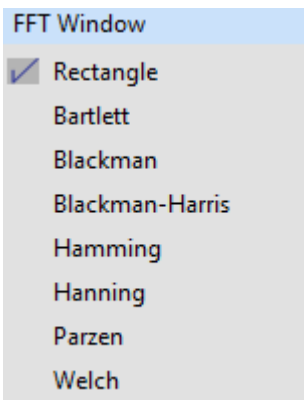 FFT Window
Rectangle
Bartlett
Blackman
Blackman-Harris
Hamming
Hanning
Parzen
Welch